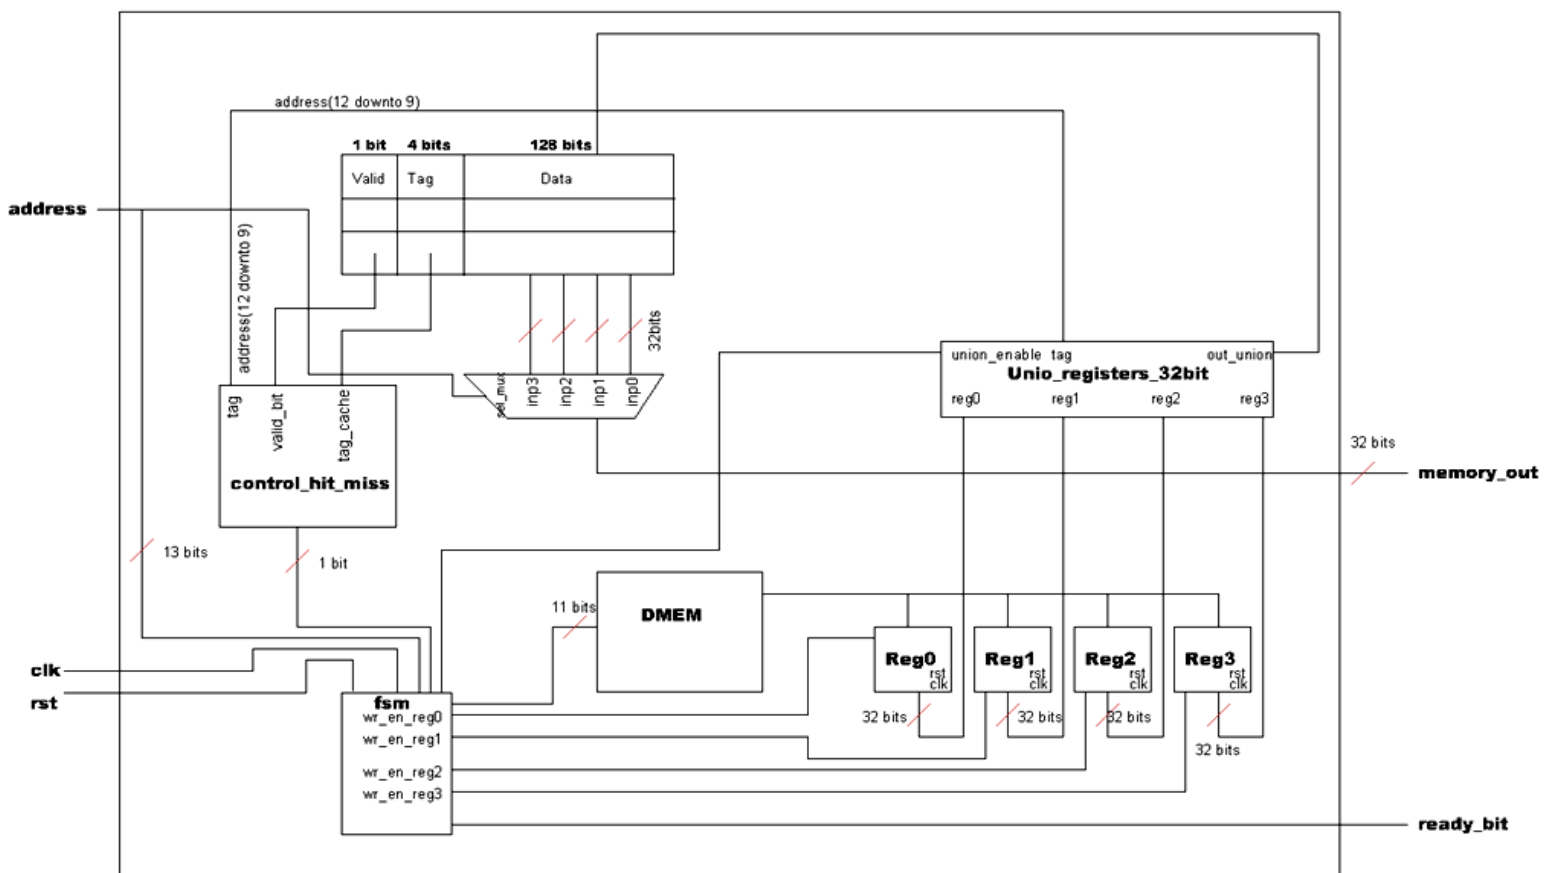 address(12 downto 9)
1 bit 4 bits 128 bits
Valid Tag Data
address
address(12 downto 9)
32bits
union_enable tag out_union
Unio_registers_32bit
reg0 reg1 reg2 reg3
sel_mux inp3 inp2 inp1 inp0
tag valid_bit tag_cache
control_hit_miss
32 bits
memory_out
13 bits
1 bit
11 bits
DMEM
Reg0 rst clk
Reg1 rst clk
Reg2 rst clk
Reg3 rst clk
clk
rst
fsm
wr_en_reg0
wr_en_reg1
wr_en_reg2
wr_en_reg3
32 bits
32 bits
32 bits
32 bits
ready_bit